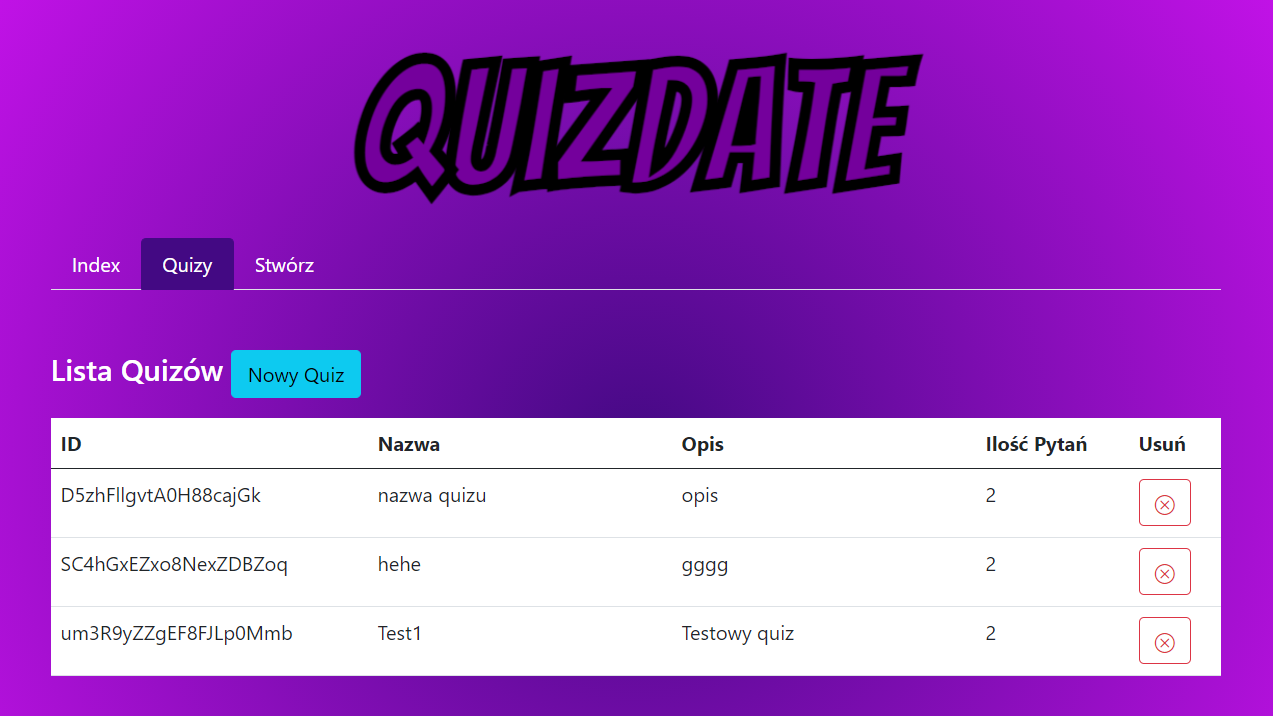 QUIZDATE
Index Quizy Stwórz
Lista Quizów Nowy Quiz
ID Nazwa Opis Ilość Pytań Usuń
D5zhFllgvtA0H88cajGk nazwa quizu opis 2
SC4hGxEZxo8NexZDBZoq hehe gggg 2
um3R9yZZgEF8FJLp0Mmb Test1 Testowy quiz 2